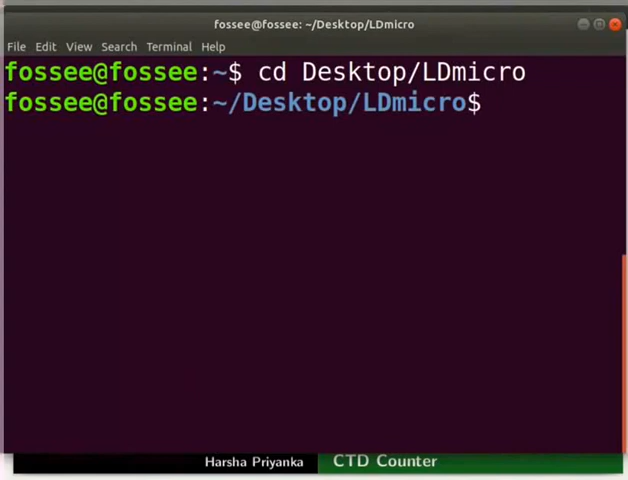 fossee@fossee: ~/Desktop/LDmicro
File Edit View Search Terminal Help
fossee@fossee:~$ cd Desktop/LDmicro
fossee@fossee:~/Desktop/LDmicro$
Harsha Priyanka CTD Counter